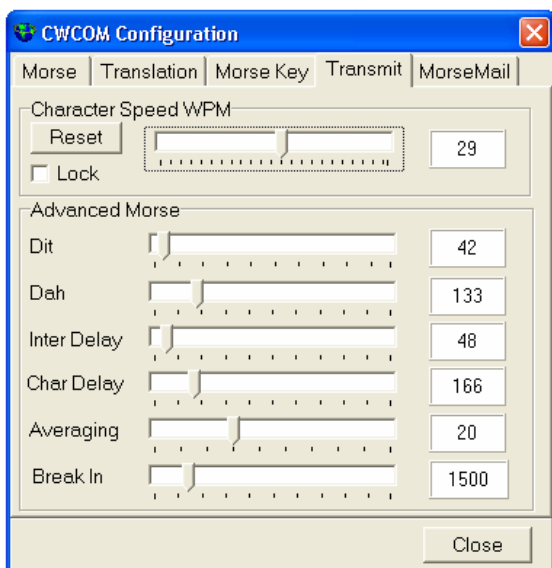 CWCOM Configuration
Morse Translation Morse Key Transmit MorseMail
Character Speed WPM
Reset 29
Lock
Advanced Morse
Dit 42
Dah 133
Inter Delay 48
Char Delay 166
Averaging 20
Break In 1500
Close